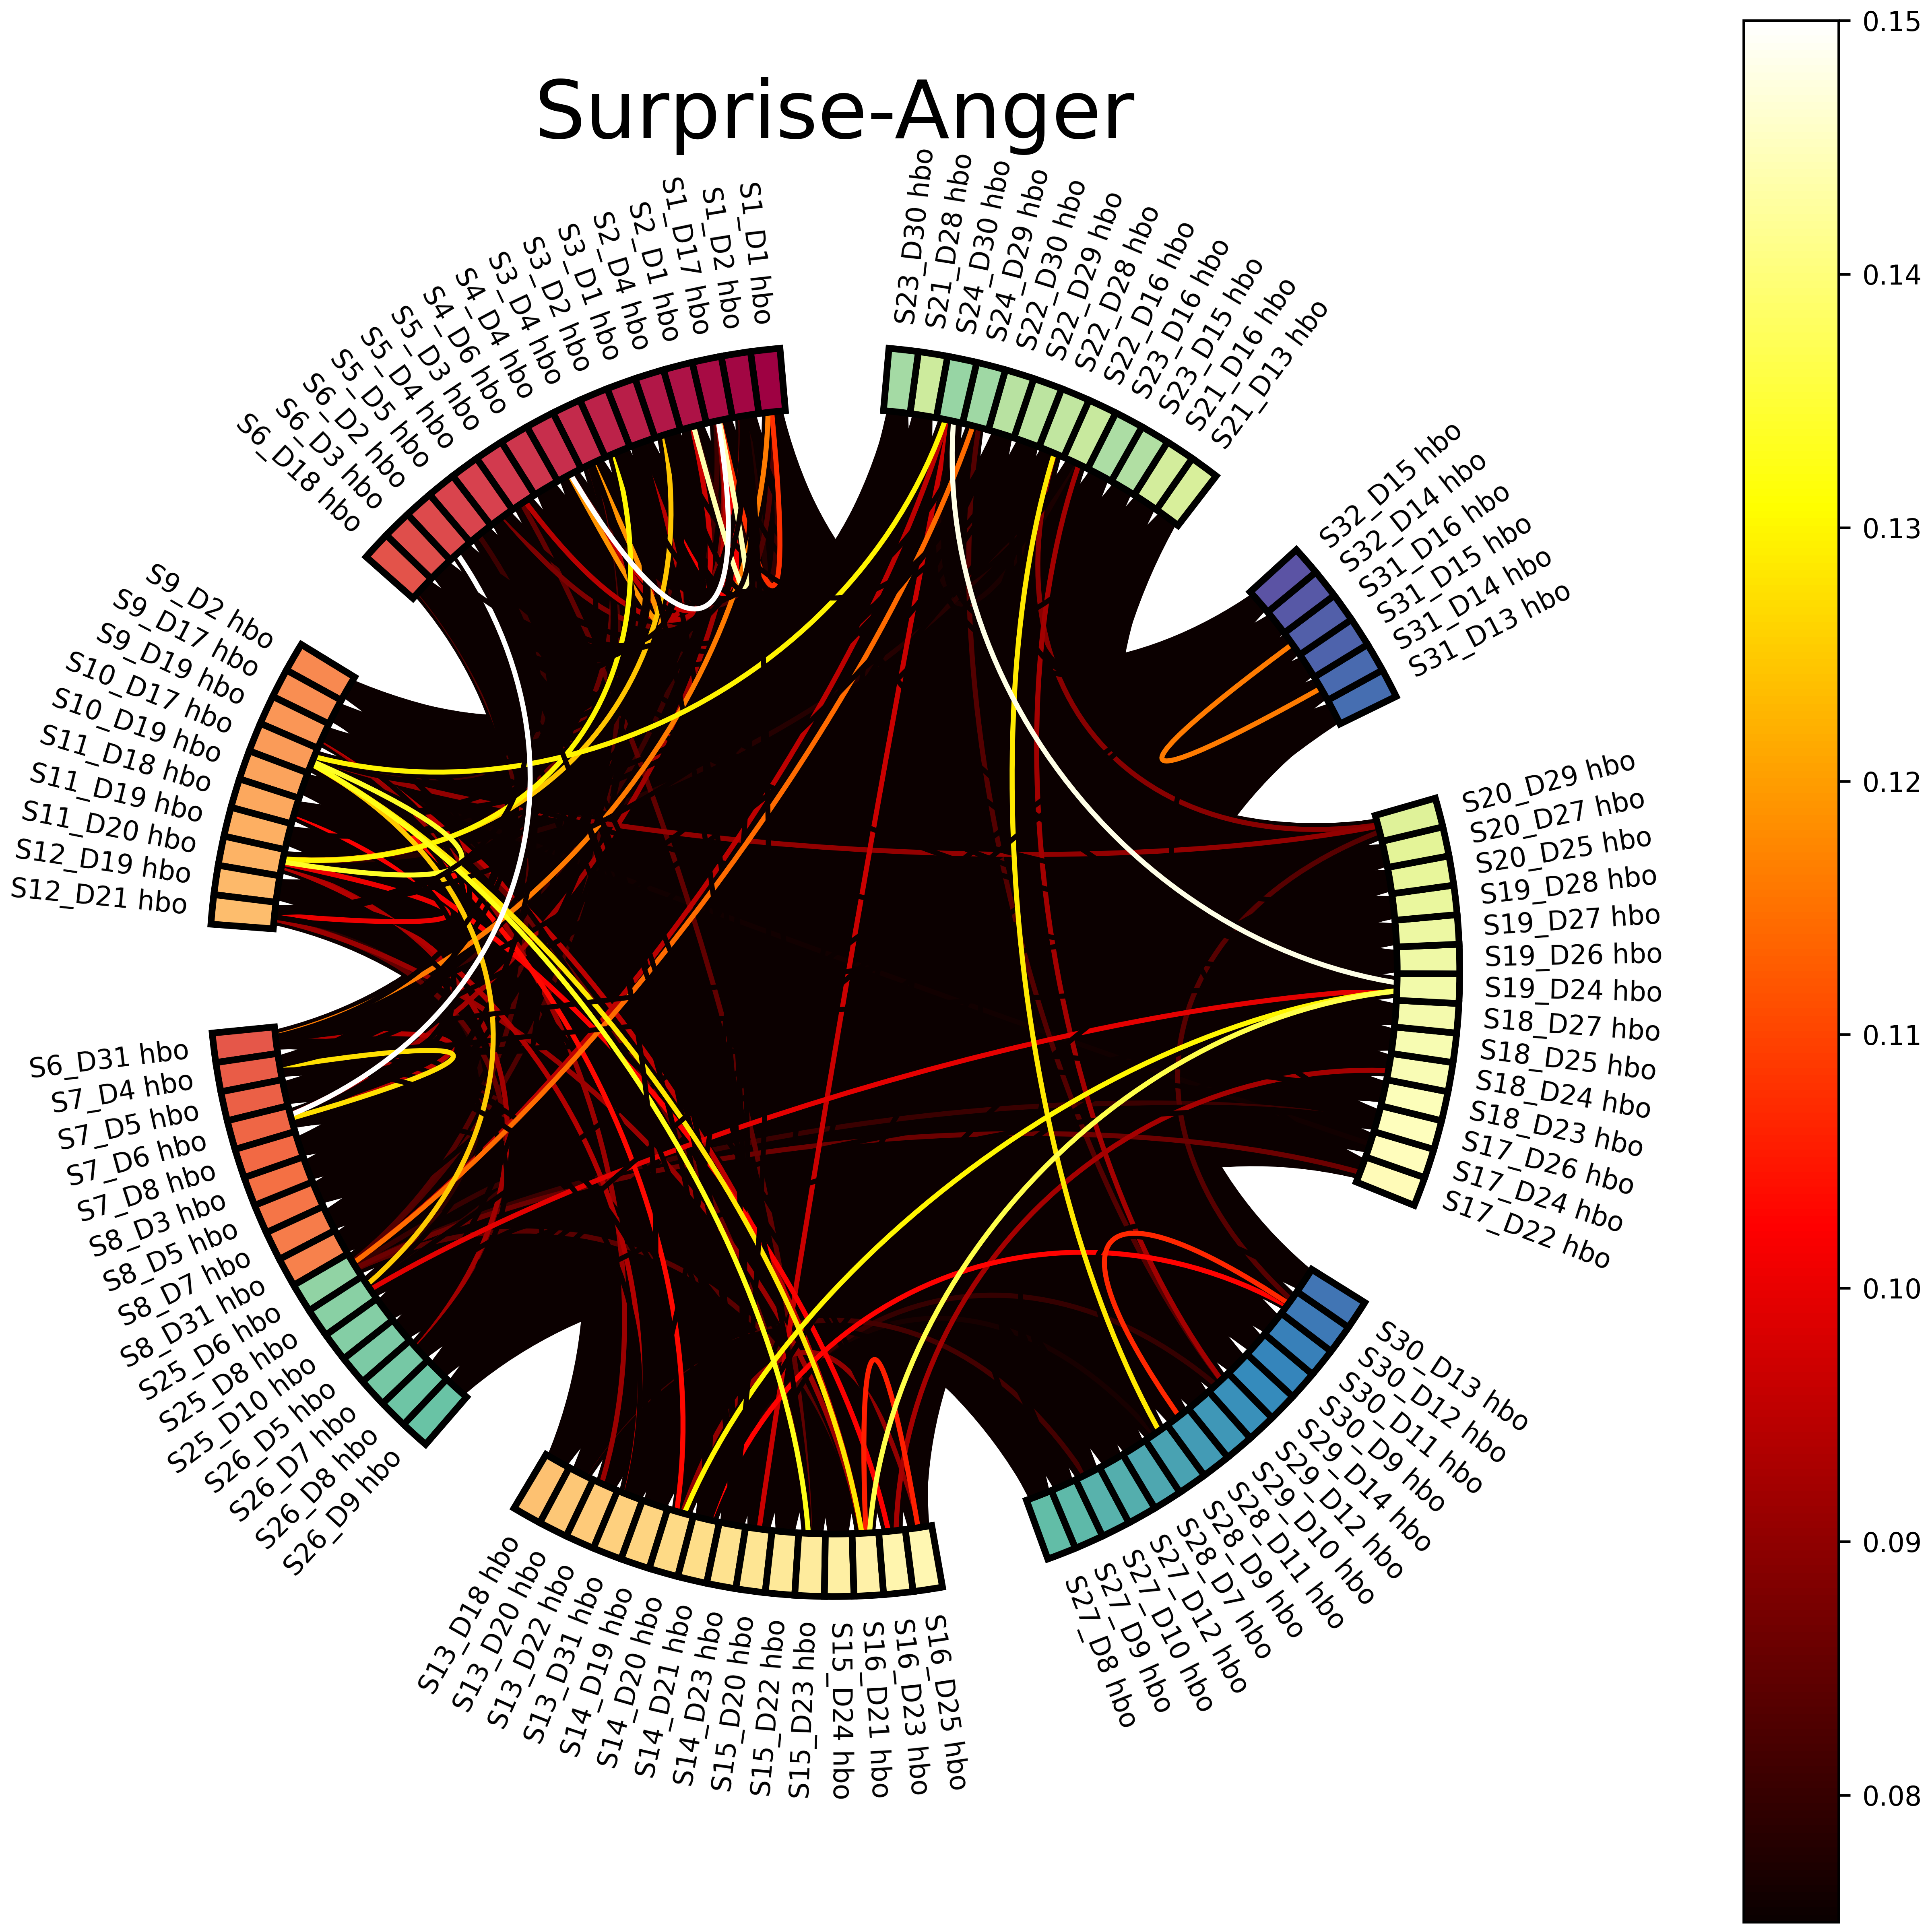 Surprise-Anger
S1_D1 hbo
S1_D2 hbo
S1_D17 hbo
S2_D1 hbo
S2_D4 hbo
S3_D1 hbo
S3_D2 hbo
S3_D4 hbo
S4_D4 hbo
S4_D6 hbo
S5_D3 hbo
S5_D4 hbo
S5_D5 hbo
S6_D2 hbo
S6_D3 hbo
S6_D18 hbo
S9_D2 hbo
S9_D17 hbo
S9_D19 hbo
S10_D17 hbo
S10_D19 hbo
S11_D18 hbo
S11_D19 hbo
S11_D20 hbo
S12_D19 hbo
S12_D21 hbo
S6_D31 hbo
S7_D4 hbo
S7_D5 hbo
S7_D6 hbo
S7_D8 hbo
S8_D3 hbo
S8_D5 hbo
S8_D7 hbo
S8_D31 hbo
S25_D6 hbo
S25_D8 hbo
S25_D10 hbo
S26_D5 hbo
S26_D7 hbo
S26_D8 hbo
S26_D9 hbo
S13_D18 hbo
S13_D20 hbo
S13_D22 hbo
S13_D31 hbo
S14_D19 hbo
S14_D20 hbo
S14_D21 hbo
S14_D23 hbo
S15_D20 hbo
S15_D22 hbo
S15_D23 hbo
S15_D24 hbo
S16_D21 hbo
S16_D23 hbo
S16_D25 hbo
S27_D8 hbo
S27_D9 hbo
S27_D10 hbo
S27_D12 hbo
S28_D7 hbo
S28_D9 hbo
S28_D11 hbo
S29_D10 hbo
S29_D12 hbo
S29_D14 hbo
S30_D9 hbo
S30_D11 hbo
S30_D12 hbo
S30_D13 hbo
S17_D22 hbo
S17_D24 hbo
S17_D26 hbo
S18_D23 hbo
S18_D24 hbo
S18_D25 hbo
S18_D27 hbo
S19_D24 hbo
S19_D26 hbo
S19_D27 hbo
S19_D28 hbo
S20_D25 hbo
S20_D27 hbo
S20_D29 hbo
S31_D13 hbo
S31_D14 hbo
S31_D15 hbo
S31_D16 hbo
S32_D14 hbo
S32_D15 hbo
S21_D13 hbo
S21_D16 hbo
S23_D15 hbo
S23_D16 hbo
S22_D16 hbo
S22_D28 hbo
S22_D29 hbo
S22_D30 hbo
S24_D29 hbo
S24_D30 hbo
S21_D28 hbo
S23_D30 hbo
0.15
0.14
0.13
0.12
0.11
0.10
0.09
0.08